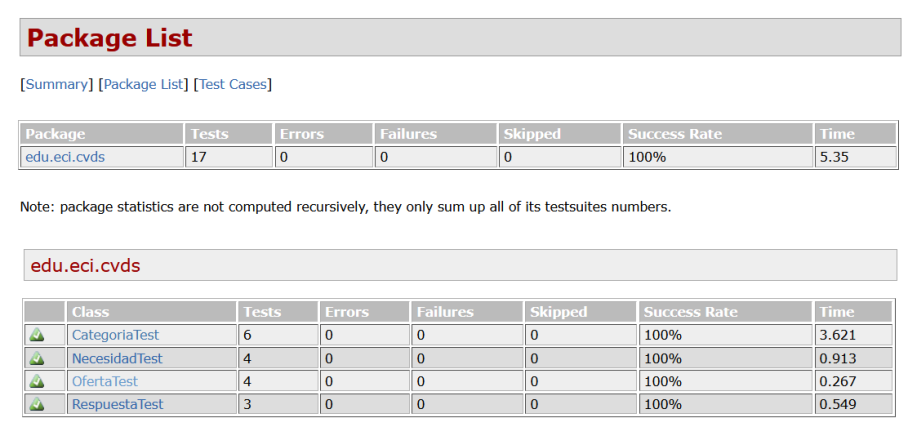 Package List
[Summary] [Package List] [Test Cases]
Package Tests Errors Failures Skipped Success Rate Time
edu.eci.cvds 17 0 0 0 100% 5.35
Note: package statistics are not computed recursively, they only sum up all of its testsuites numbers.
edu.eci.cvds
Class Tests Errors Failures Skipped Success Rate Time
CategoriaTest 6 0 0 0 100% 3.621
NecesidadTest 4 0 0 0 100% 0.913
OfertaTest 4 0 0 0 100% 0.267
RespuestaTest 3 0 0 0 100% 0.549